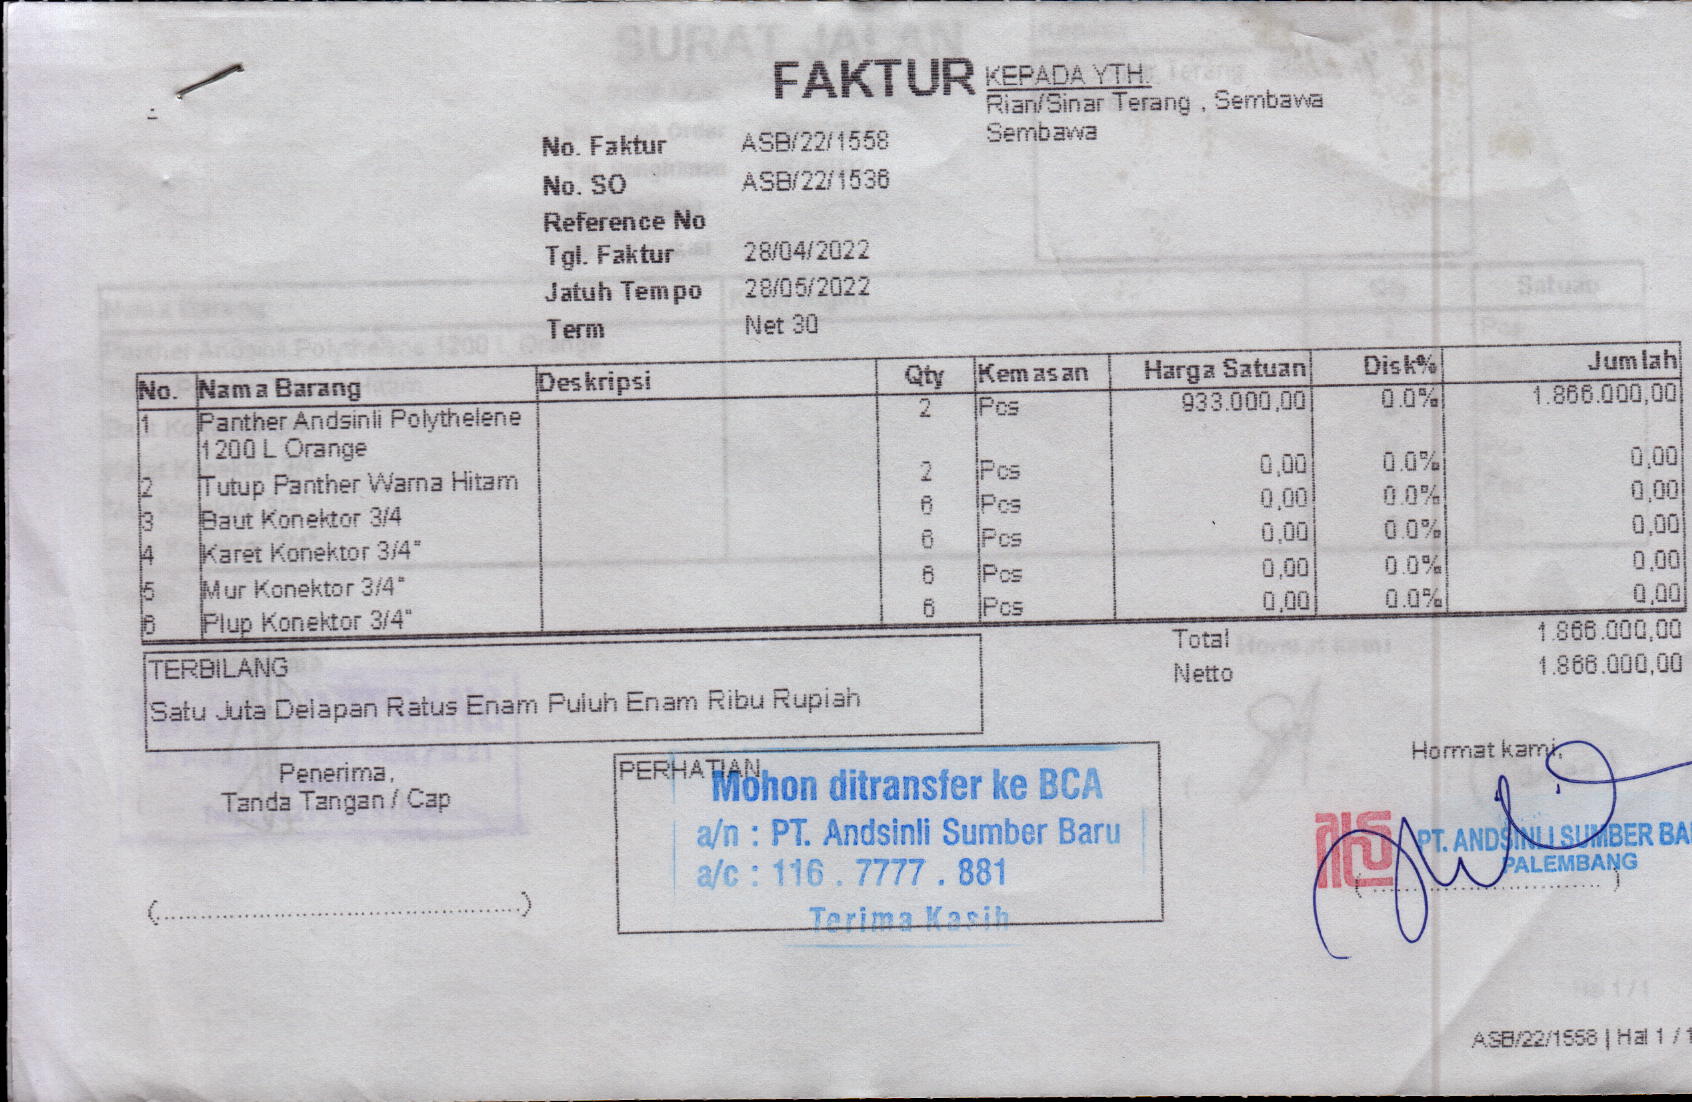 FAKTUR
KEPADA YTH.
Rian/Sinar Terang , Sembawa
Sembawa
No. Faktur ASB/22/1558
No. SO ASB/22/1536
Reference No
Tgl. Faktur 28/04/2022
Jatuh Tempo 28/05/2022
Term Net 30
No. Nama Barang Deskripsi Qty Kemasan Harga Satuan Disk% Jumlah
1 Panther Andsinli Polythelene 2 Pcs 933.000,00 0.0% 1.866.000,00
1200 L Orange
2 Tutup Panther Warna Hitam 2 Pcs 0,00 0.0% 0,00
3 Baut Konektor 3/4 6 Pcs 0,00 0.0% 0,00
4 Karet Konektor 3/4" 6 Pcs 0,00 0.0% 0,00
5 Mur Konektor 3/4" 6 Pcs 0,00 0.0% 0,00
6 Plup Konektor 3/4" 6 Pcs 0,00 0.0% 0,00
Total 1.866.000,00
Netto 1.866.000,00
TERBILANG
Satu Juta Delapan Ratus Enam Puluh Enam Ribu Rupiah
Penerima,
Tanda Tangan / Cap
(............................................)
PERHATIAN
Mohon ditransfer ke BCA
a/n : PT. Andsinli Sumber Baru
a/c : 116 . 7777 . 881
Terima Kasih
Hormat kami,
PT. ANDSINLI SUMBER BA
PALEMBANG
(............................)
ASB/22/1558 | Hal 1 / 1